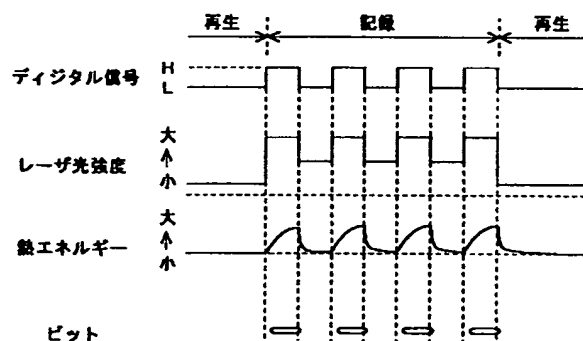 再生 記録 再生
ディジタル信号 H L
レーザ光強度 大 小
熱エネルギー 大 小
ピット